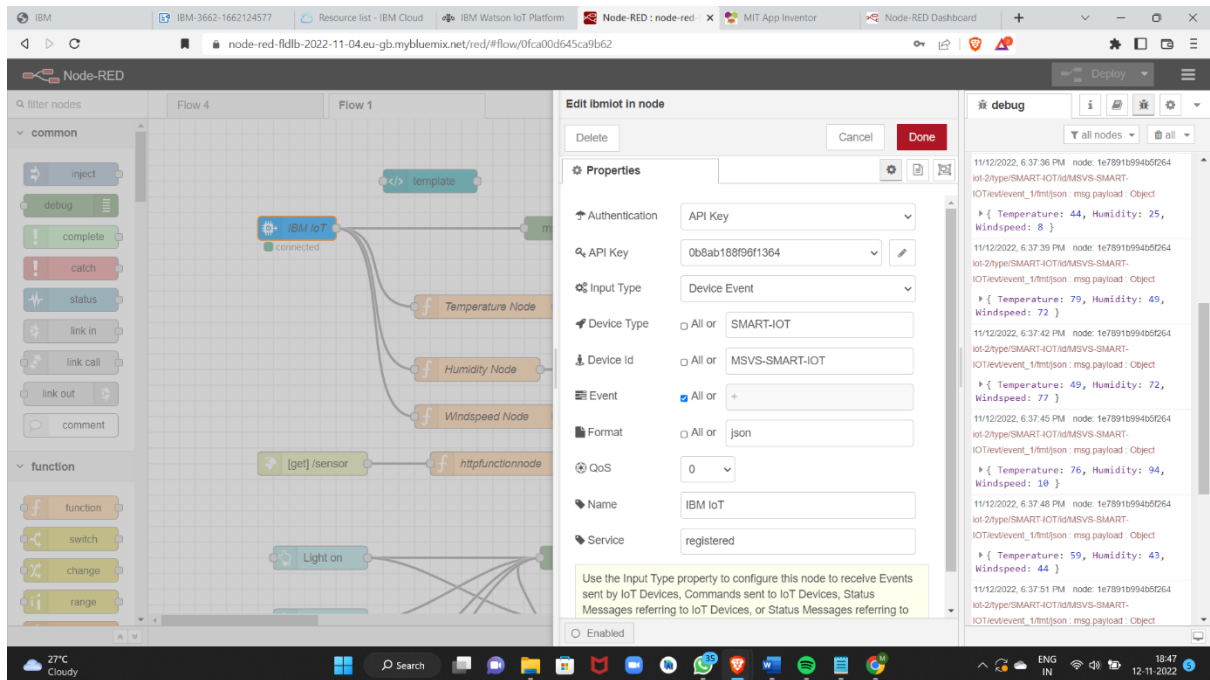 IBM
IBM-3662-1662124577
Resource list - IBM Cloud
IBM Watson IoT Platform
Node-RED : node-red-
MIT App Inventor
Node-RED Dashboard
node-red-fldlb-2022-11-04.eu-gb.mybluemix.net/red/#flow/0fca00d645ca9b62
Node-RED
Deploy
filter nodes
common
inject
debug
complete
catch
status
link in
link call
link out
comment
function
function
switch
change
range
Flow 4
Flow 1
template
IBM IoT
connected
Temperature Node
Humidity Node
Windspeed Node
[get] /sensor
httpfunctionnode
Light on
Edit ibmiot in node
Delete
Cancel
Done
Properties
Authentication
API Key
API Key
0b8ab188f96f1364
Input Type
Device Event
Device Type
All or
SMART-IOT
Device Id
All or
MSVS-SMART-IOT
Event
All or
+
Format
All or
json
QoS
0
Name
IBM IoT
Service
registered
Use the Input Type property to configure this node to receive Events
sent by IoT Devices, Commands sent to IoT Devices, Status
Messages referring to IoT Devices, or Status Messages referring to
Enabled
debug
all nodes
all
11/12/2022, 6:37:36 PM node: 1e7891b994b5f264
iot-2/type/SMART-IOT/id/MSVS-SMART-
IOT/evt/event_1/fmt/json : msg.payload : Object
{ Temperature: 44, Humidity: 25,
Windspeed: 8 }
11/12/2022, 6:37:39 PM node: 1e7891b994b5f264
iot-2/type/SMART-IOT/id/MSVS-SMART-
IOT/evt/event_1/fmt/json : msg.payload : Object
{ Temperature: 79, Humidity: 49,
Windspeed: 72 }
11/12/2022, 6:37:42 PM node: 1e7891b994b5f264
iot-2/type/SMART-IOT/id/MSVS-SMART-
IOT/evt/event_1/fmt/json : msg.payload : Object
{ Temperature: 49, Humidity: 72,
Windspeed: 77 }
11/12/2022, 6:37:45 PM node: 1e7891b994b5f264
iot-2/type/SMART-IOT/id/MSVS-SMART-
IOT/evt/event_1/fmt/json : msg.payload : Object
{ Temperature: 76, Humidity: 94,
Windspeed: 10 }
11/12/2022, 6:37:48 PM node: 1e7891b994b5f264
iot-2/type/SMART-IOT/id/MSVS-SMART-
IOT/evt/event_1/fmt/json : msg.payload : Object
{ Temperature: 59, Humidity: 43,
Windspeed: 44 }
11/12/2022, 6:37:51 PM node: 1e7891b994b5f264
iot-2/type/SMART-IOT/id/MSVS-SMART-
IOT/evt/event_1/fmt/json : msg.payload : Object
27°C
Cloudy
Search
35
ENG
IN
18:47
12-11-2022
5